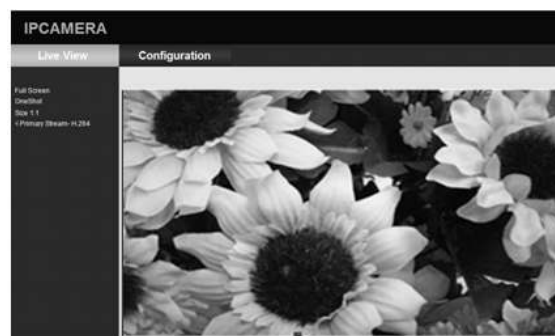 IPCAMERA
Live View
Configuration
Full Screen
OneShot
Size 1:1
<Primary Stream- H.264